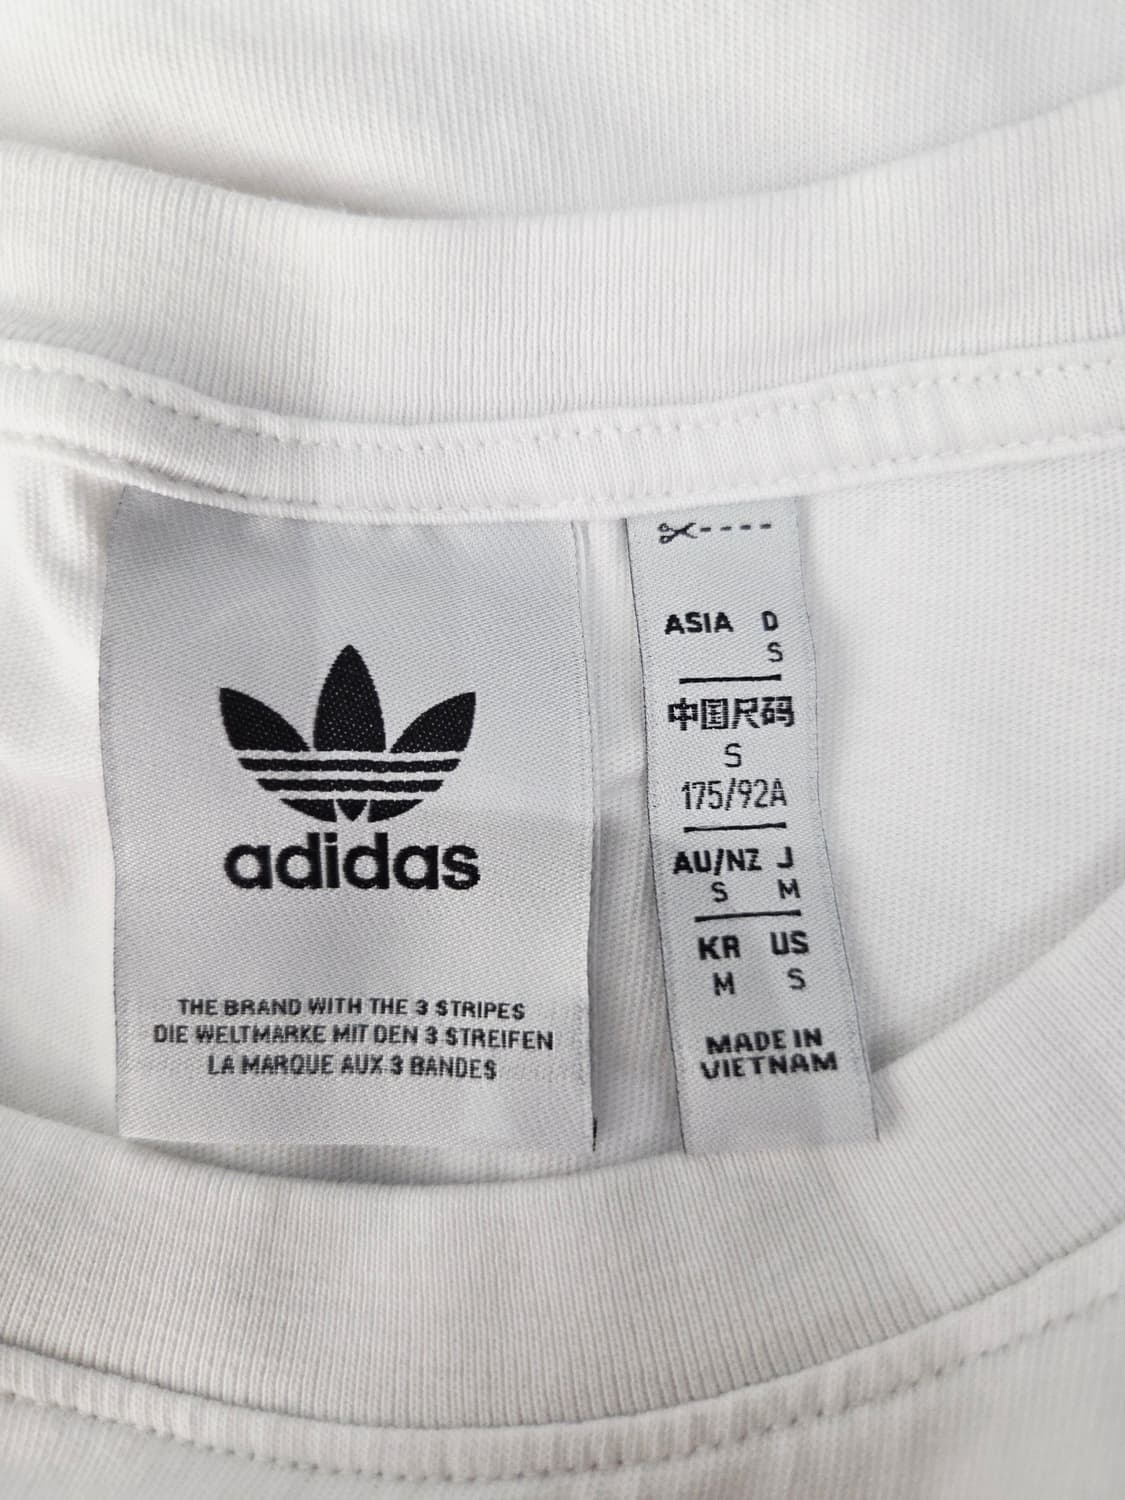 adidas
THE BRAND WITH THE 3 STRIPES
DIE WELTMARKE MIT DEN 3 STREIFEN
LA MARQUE AUX 3 BANDES
ASIA D
S
中国尺码
S
175/92A
AU/NZ J
S M
KR US
M S
MADE IN
VIETNAM